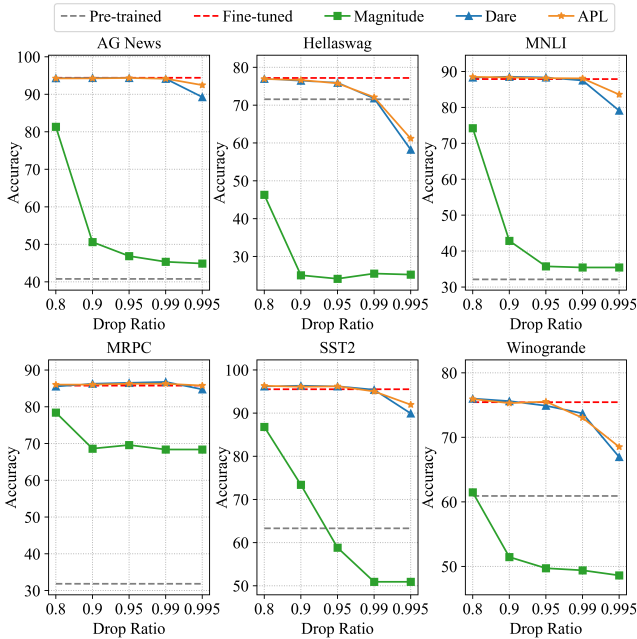 Pre-trained Fine-tuned Magnitude Dare APL
AG News Hellaswag MNLI
100
90
80
70
60
50
40
Accuracy
0.8 0.9 0.95 0.99 0.995
Drop Ratio
80
70
60
50
40
30
Accuracy
0.8 0.9 0.95 0.99 0.995
Drop Ratio
90
80
70
60
50
40
30
Accuracy
0.8 0.9 0.95 0.99 0.995
Drop Ratio
MRPC SST2 Winogrande
90
80
70
60
50
40
30
Accuracy
0.8 0.9 0.95 0.99 0.995
Drop Ratio
100
90
80
70
60
50
Accuracy
0.8 0.9 0.95 0.99 0.995
Drop Ratio
80
70
60
50
Accuracy
0.8 0.9 0.95 0.99 0.995
Drop Ratio